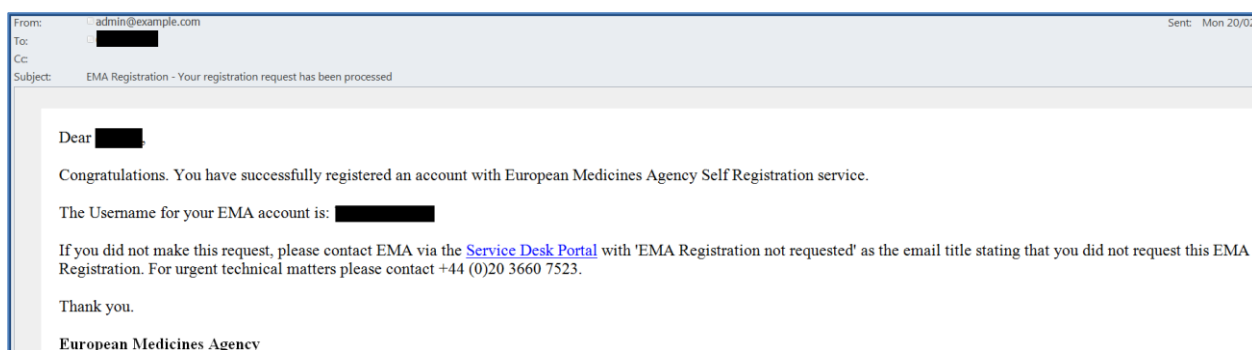 From: admin@example.com Sent: Mon 20/02
To:
Cc:
Subject: EMA Registration - Your registration request has been processed
Dear ,
Congratulations. You have successfully registered an account with European Medicines Agency Self Registration service.
The Username for your EMA account is:
If you did not make this request, please contact EMA via the Service Desk Portal with 'EMA Registration not requested' as the email title stating that you did not request this EMA
Registration. For urgent technical matters please contact +44 (0)20 3660 7523.
Thank you.
European Medicines Agency